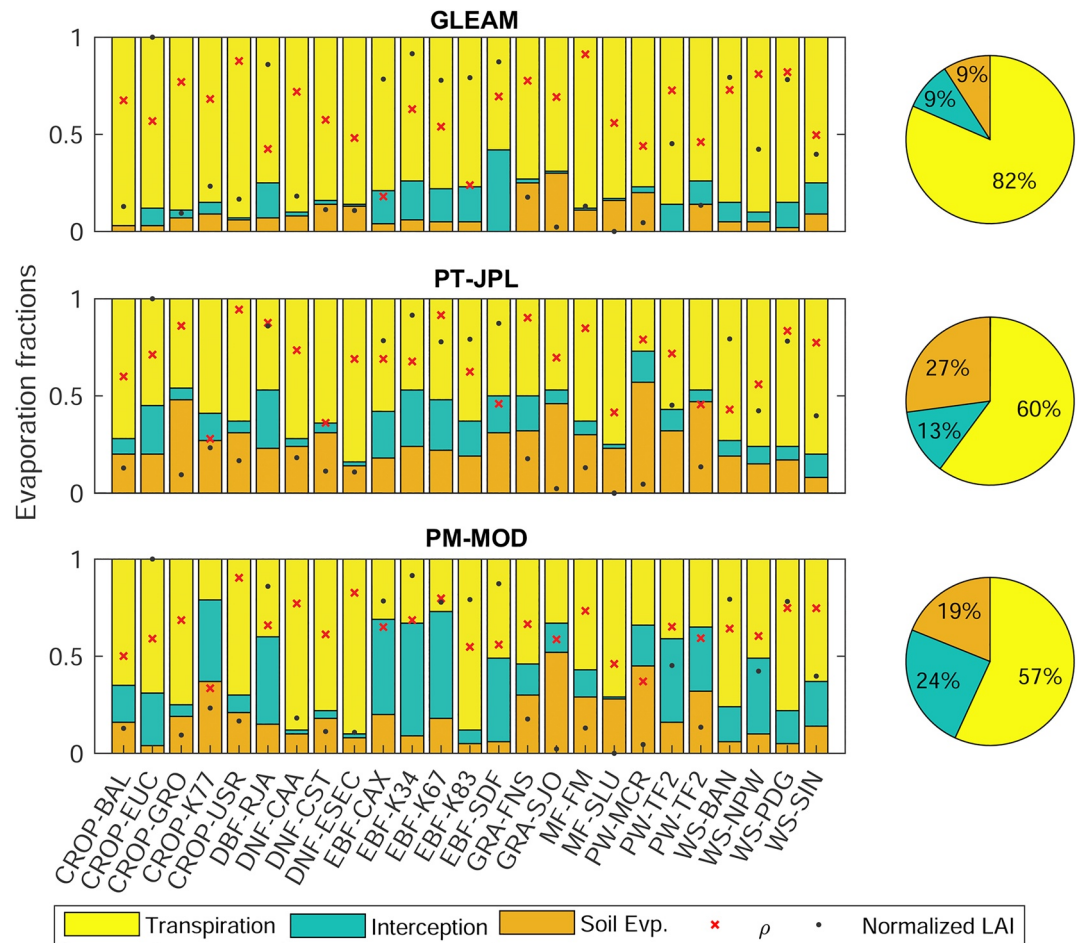 GLEAM
1
0.5
0
9%
9%
82%
PT-JPL
1
0.5
0
27%
13%
60%
Evaporation fractions
PM-MOD
1
0.5
0
19%
24%
57%
CROP-BAL
CROP-EUC
CROP-GRO
CROP-K77
CROP-USR
DBF-RJA
DNF-CAA
DNF-CST
DNF-ESEC
EBF-CAX
EBF-K34
EBF-K67
EBF-K83
EBF-SDF
GRA-FNS
GRA-SJO
MF-FM
MF-SLU
PW-MCR
PW-TF2
PW-TF2
WS-BAN
WS-NPW
WS-PDG
WS-SIN
Transpiration Interception Soil Evp. ρ Normalized LAI